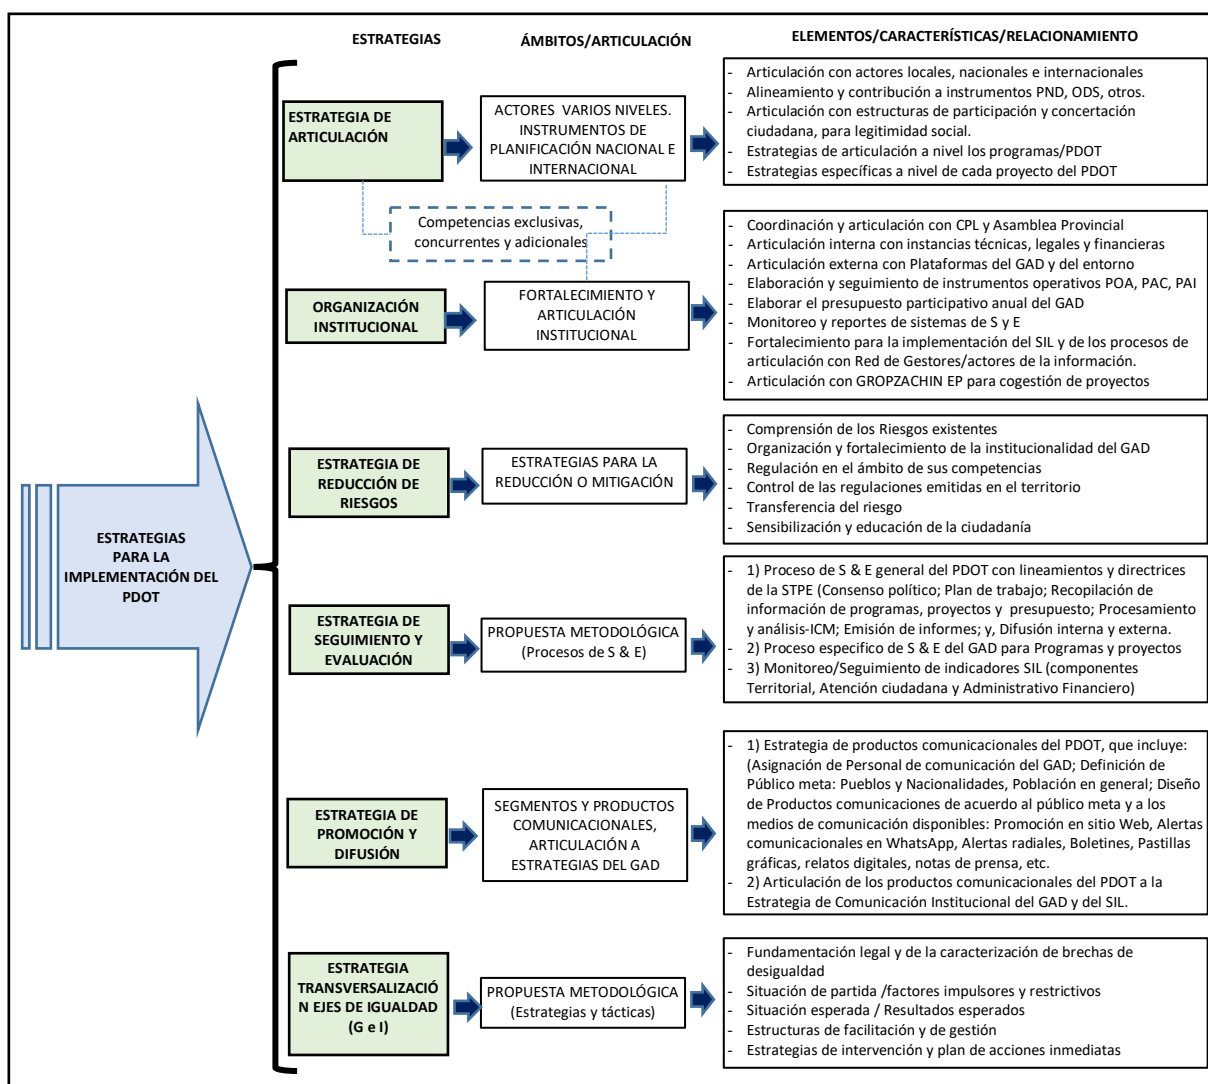 ESTRATEGIAS
ÁMBITOS/ARTICULACIÓN
ELEMENTOS/CARACTERÍSTICAS/RELACIONAMIENTO
ESTRATEGIAS
PARA LA
IMPLEMENTACIÓN DEL
PDOT
ESTRATEGIA DE
ARTICULACIÓN
ACTORES VARIOS NIVELES.
INSTRUMENTOS DE
PLANIFICACIÓN NACIONAL E
INTERNACIONAL
- Articulación con actores locales, nacionales e internacionales
- Alineamiento y contribución a instrumentos PND, ODS, otros.
- Articulación con estructuras de participación y concertación
ciudadana, para legitimidad social.
- Estrategias de articulación a nivel los programas/PDOT
- Estrategias específicas a nivel de cada proyecto del PDOT
Competencias exclusivas,
concurrentes y adicionales
ORGANIZACIÓN
INSTITUCIONAL
FORTALECIMIENTO Y
ARTICULACIÓN
INSTITUCIONAL
- Coordinación y articulación con CPL y Asamblea Provincial
- Articulación interna con instancias técnicas, legales y financieras
- Articulación externa con Plataformas del GAD y del entorno
- Elaboración y seguimiento de instrumentos operativos POA, PAC, PAI
- Elaborar el presupuesto participativo anual del GAD
- Monitoreo y reportes de sistemas de S y E
- Fortalecimiento para la implementación del SIL y de los procesos de
articulación con Red de Gestores/actores de la información.
- Articulación con GROPZACHIN EP para cogestión de proyectos
ESTRATEGIA DE
REDUCCIÓN DE
RIESGOS
ESTRATEGIAS PARA LA
REDUCCIÓN O MITIGACIÓN
- Comprensión de los Riesgos existentes
- Organización y fortalecimiento de la institucionalidad del GAD
- Regulación en el ámbito de sus competencias
- Control de las regulaciones emitidas en el territorio
- Transferencia del riesgo
- Sensibilización y educación de la ciudadanía
ESTRATEGIA DE
SEGUIMIENTO Y
EVALUACIÓN
PROPUESTA METODOLÓGICA
(Procesos de S & E)
- 1) Proceso de S & E general del PDOT con lineamientos y directrices
de la STPE (Consenso político; Plan de trabajo; Recopilación de
información de programas, proyectos y presupuesto; Procesamiento
y análisis-ICM; Emisión de informes; y, Difusión interna y externa.
- 2) Proceso especifico de S & E del GAD para Programas y proyectos
- 3) Monitoreo/Seguimiento de indicadores SIL (componentes
Territorial, Atención ciudadana y Administrativo Financiero)
ESTRATEGIA DE
PROMOCIÓN Y
DIFUSIÓN
SEGMENTOS Y PRODUCTOS
COMUNICACIONALES,
ARTICULACIÓN A
ESTRATEGIAS DEL GAD
- 1) Estrategia de productos comunicacionales del PDOT, que incluye:
(Asignación de Personal de comunicación del GAD; Definición de
Público meta: Pueblos y Nacionalidades, Población en general; Diseño
de Productos comunicaciones de acuerdo al público meta y a los
medios de comunicación disponibles: Promoción en sitio Web, Alertas
comunicacionales en WhatsApp, Alertas radiales, Boletines, Pastillas
gráficas, relatos digitales, notas de prensa, etc.
- 2) Articulación de los productos comunicacionales del PDOT a la
Estrategia de Comunicación Institucional del GAD y del SIL.
ESTRATEGIA
TRANSVERSALIZACIÓ
N EJES DE IGUALDAD
(G e I)
PROPUESTA METODOLÓGICA
(Estrategias y tácticas)
- Fundamentación legal y de la caracterización de brechas de
desigualdad
- Situación de partida /factores impulsores y restrictivos
- Situación esperada / Resultados esperados
- Estructuras de facilitación y de gestión
- Estrategias de intervención y plan de acciones inmediatas